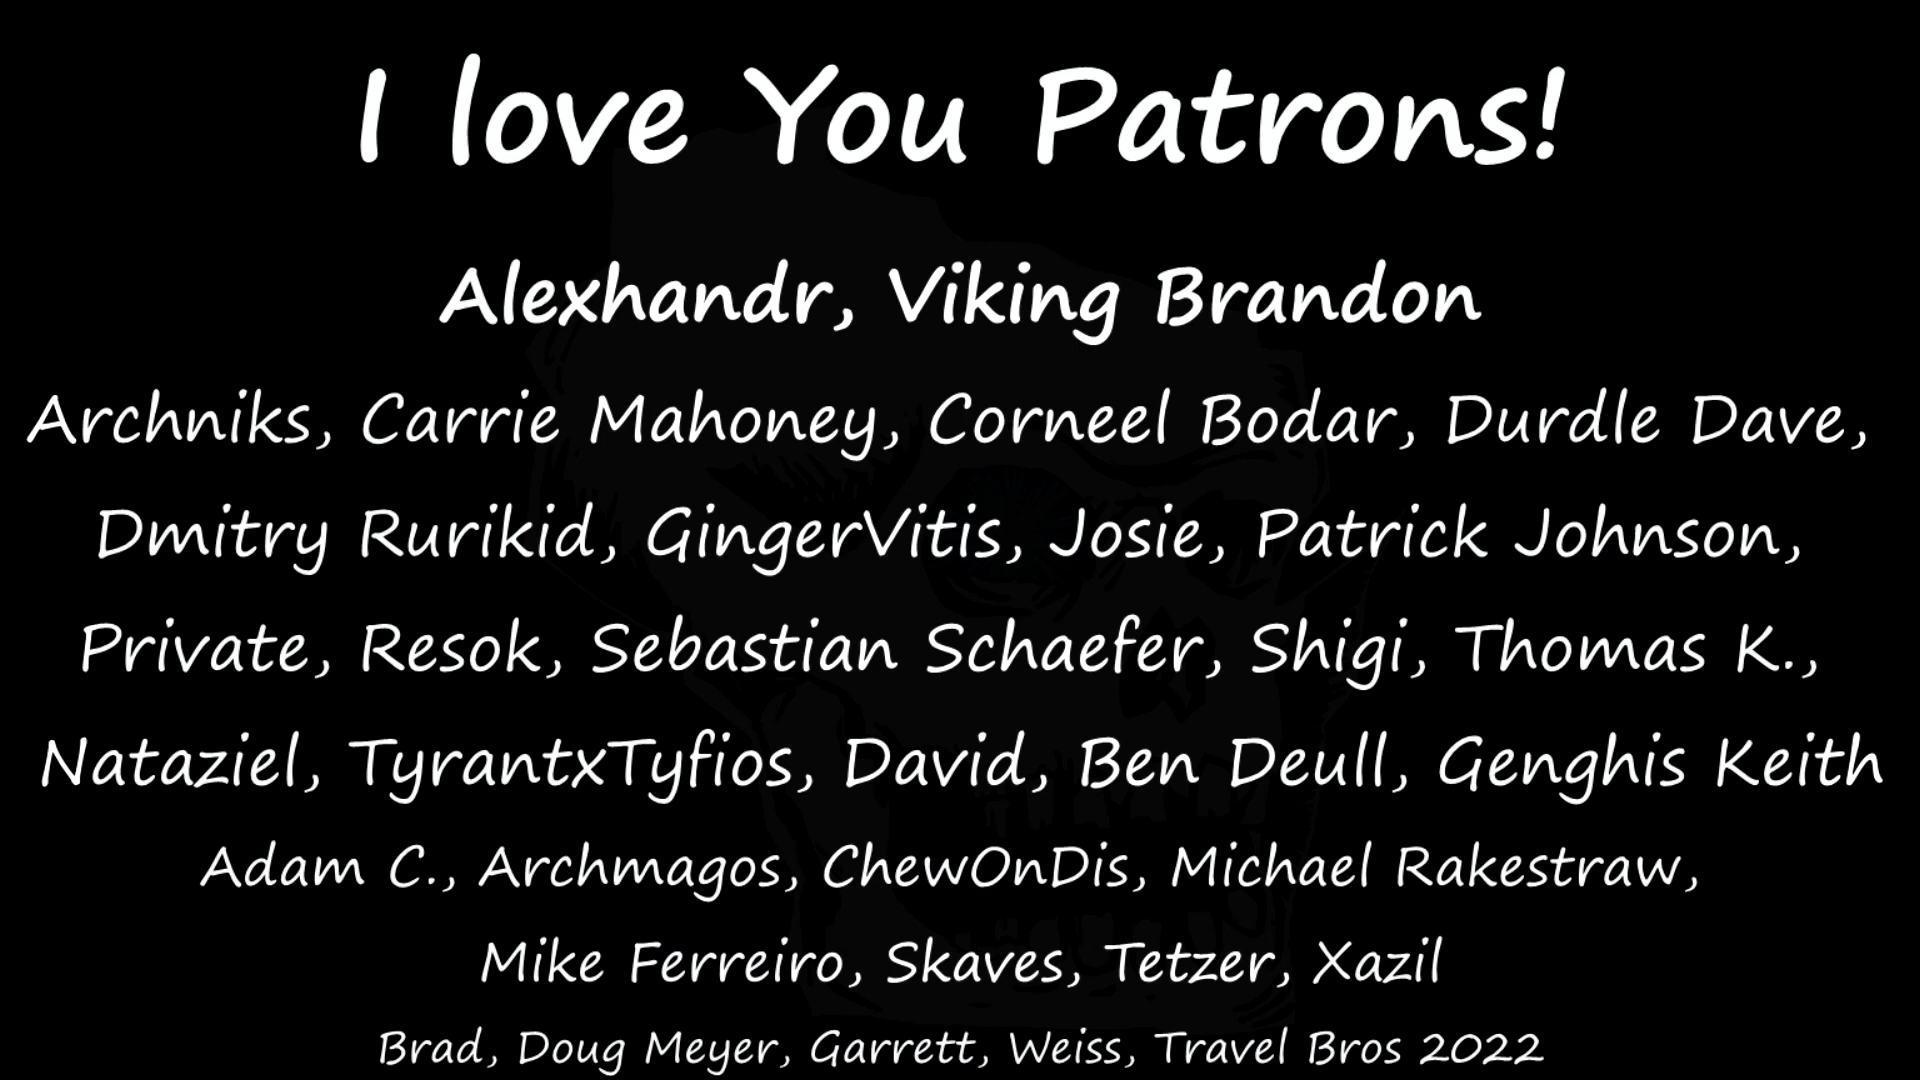 I love You Patrons!
Alexhandr, Viking Brandon
Archniks, Carrie Mahoney, Corneel Bodar, Durdle Dave,
Dmitry Rurikid, GingerVitis, Josie, Patrick Johnson,
Private, Resok, Sebastian Schaefer, Shigi, Thomas K.,
Nataziel, TyrantxTyfios, David, Ben Deull, Genghis Keith
Adam C., Archmagos, ChewOnDis, Michael Rakestraw,
Mike Ferreiro, Skaves, Tetzer, Xazil
Brad, Doug Meyer, Garrett, Weiss, Travel Bros 2022